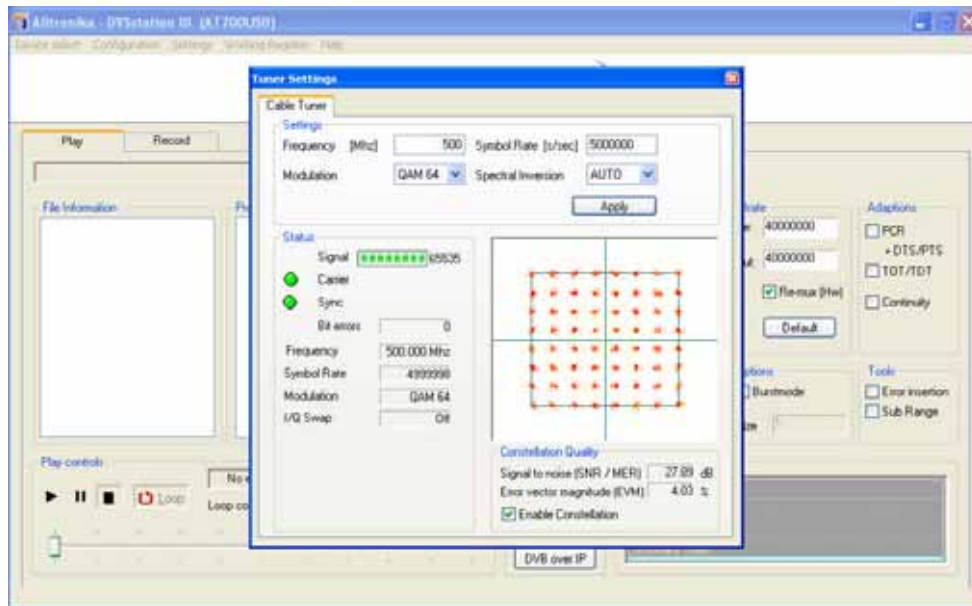 Alitronika - DVStation III (AT700USB)
Device select Configuration Settings Working Register Help
Tuner Settings
Cable Tuner
Settings
Frequency [Mhz] 500 Symbol Rate [s/sec] 5000000
Modulation QAM 64 Spectral Inversion AUTO
Apply
Status
Signal 65535
Carrier
Sync
Bit errors 0
Frequency 500.000 Mhz
Symbol Rate 4999998
Modulation QAM 64
I/Q Swap Off
Constellation Quality
Signal to noise (SNR / MER) 27.89 dB
Error vector magnitude (EVM) 4.03 %
Enable Constellation
Play Record
File Information
40000000
40000000
Re-mux (Hw)
Default
Adaptions
PCR
+ DTS/PTS
TOT/TDT
Continuity
Burstmode
Tools
Error insertion
Sub Range
Play controls
Loop
No
Loop co
DVB over IP